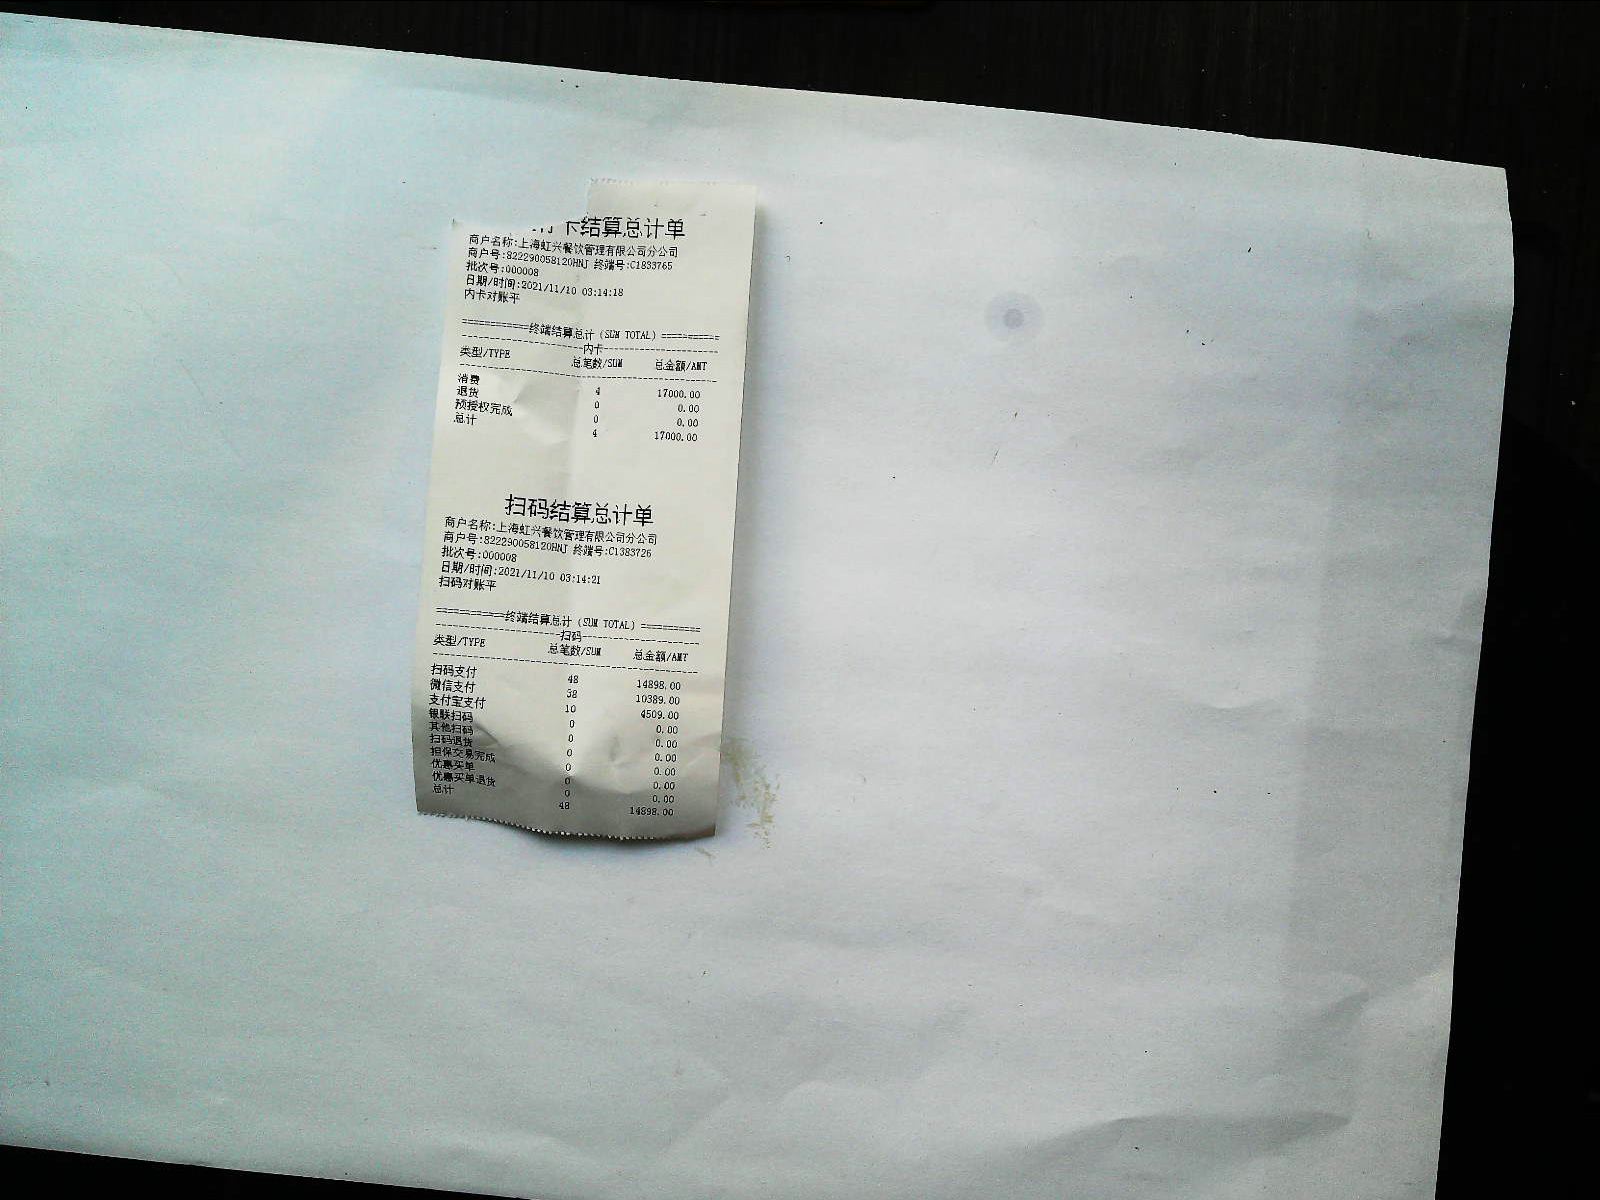 卡结算总计单
商户名称:上海虹兴餐饮管理有限公司分公司
商户号:822290058120HNJ 终端号:C1833765
批次号:000008
日期/时间:2021/11/10 03:14:18
内卡对账平
============终端结算总计（SUM TOTAL）===========
------------------------内卡-----------------------
类型/TYPE 总笔数/SUM 总金额/AMT
消费 4 17000.00
退货 0 0.00
预授权完成 0 0.00
总计 4 17000.00
扫码结算总计单
商户名称:上海虹兴餐饮管理有限公司分公司
商户号:822290058120HNJ 终端号:C1383726
批次号:000008
日期/时间:2021/11/10 03:14:21
扫码对账平
============终端结算总计（SUM TOTAL）===========
------------------------扫码-----------------------
类型/TYPE 总笔数/SUM 总金额/AMT
扫码支付 48 14898.00
微信支付 38 10389.00
支付宝支付 10 4509.00
银联扫码 0 0.00
其他扫码 0 0.00
扫码退货 0 0.00
担保交易完成 0 0.00
优惠买单 0 0.00
优惠买单退货 0 0.00
总计 48 14898.00